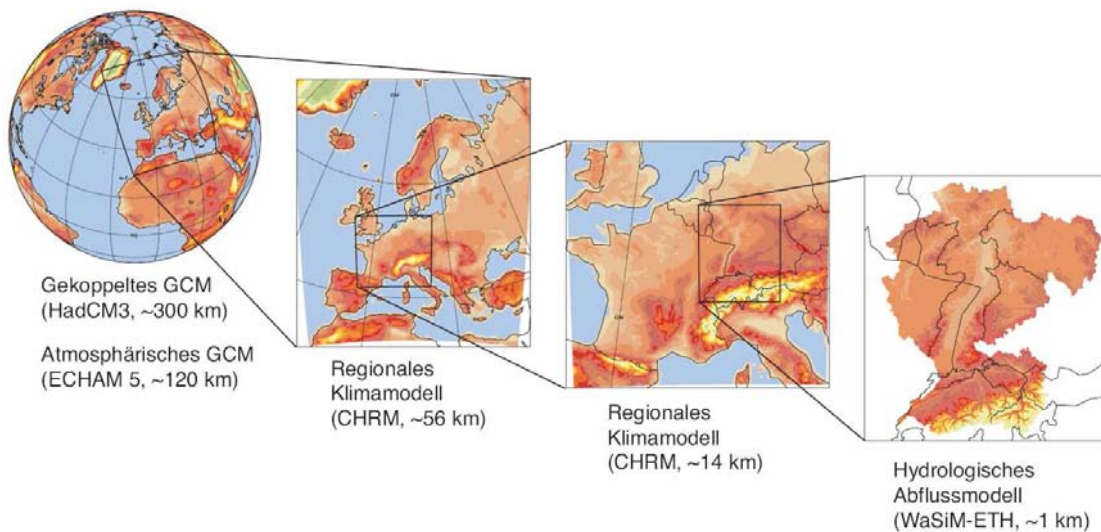 Gekoppeltes GCM
(HadCM3, ~300 km)
Atmosphärisches GCM
(ECHAM 5, ~120 km)
Regionales
Klimamodell
(CHRM, ~56 km)
Regionales
Klimamodell
(CHRM, ~14 km)
Hydrologisches
Abflussmodell
(WaSiM-ETH, ~1 km)